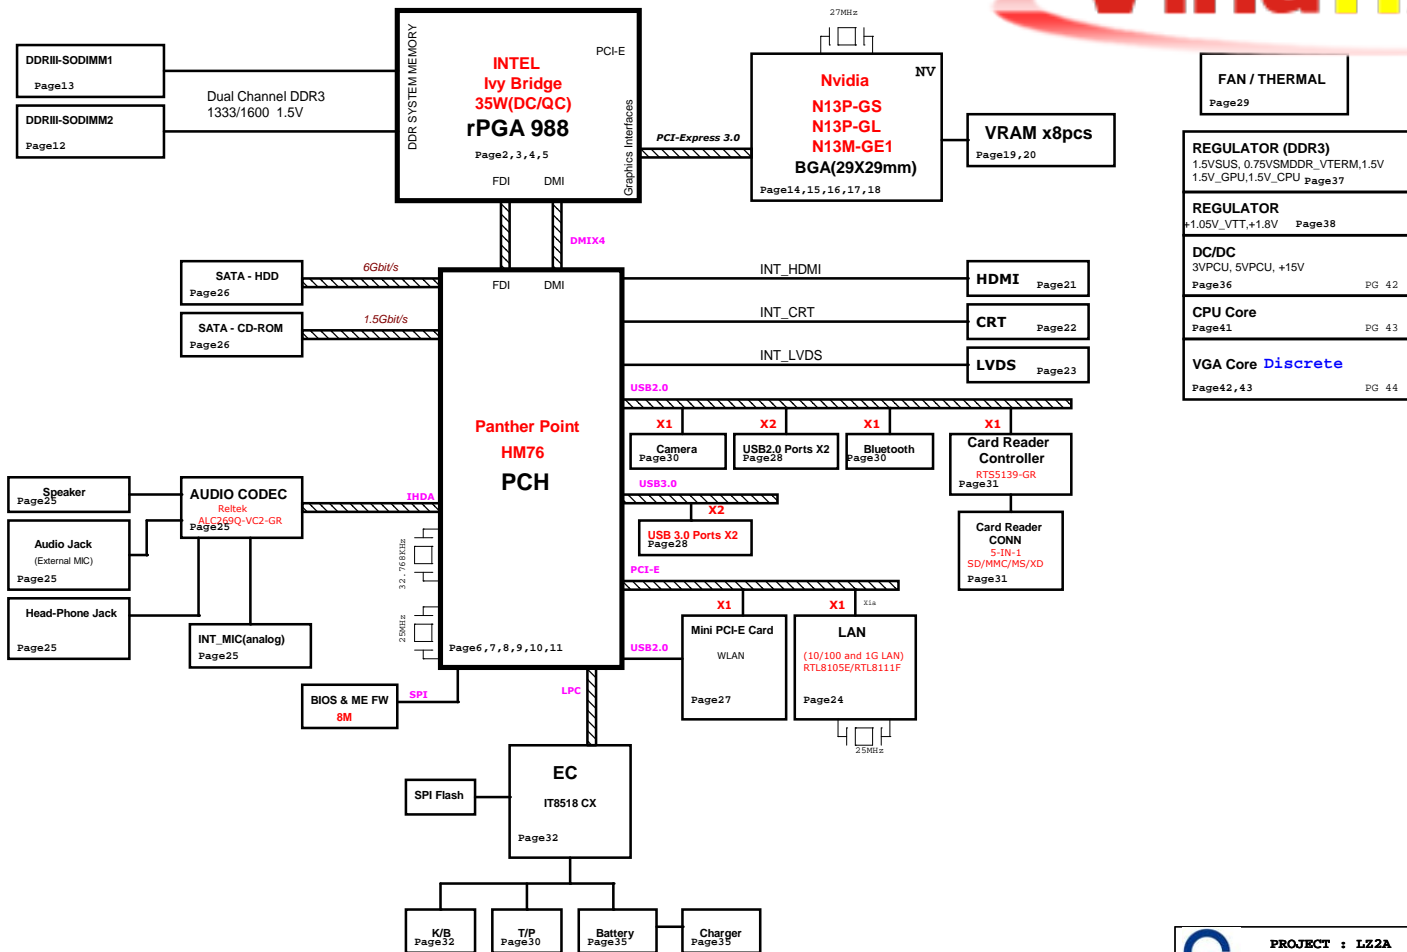 27MHz
DDRIII-SODIMM1
Page13
DDRIII-SODIMM2
Page12
Dual Channel DDR3
1333/1600 1.5V
DDR SYSTEM MEMORY
INTEL
Ivy Bridge
35W(DC/QC)
rPGA 988
Page2,3,4,5
PCI-E
Graphics Interfaces
FDI
DMI
PCI-Express 3.0
Nvidia
NV
N13P-GS
N13P-GL
N13M-GE1
BGA(29X29mm)
Page14,15,16,17,18
VRAM x8pcs
Page19,20
FAN / THERMAL
Page29
REGULATOR (DDR3)
1.5VSUS, 0.75VSMDDR_VTERM,1.5V
1.5V_GPU,1.5V_CPU Page37
REGULATOR
+1.05V_VTT,+1.8V Page38
DC/DC
3VPCU, 5VPCU, +15V
Page36 PG 42
CPU Core
Page41 PG 43
VGA Core Discrete
Page42,43 PG 44
DMIX4
SATA - HDD
Page26
6Gbit/s
SATA - CD-ROM
Page26
1.5Gbit/s
FDI
DMI
INT_HDMI
HDMI Page21
INT_CRT
CRT Page22
INT_LVDS
LVDS Page23
USB2.0
X1
Camera
Page30
X2
USB2.0 Ports X2
Page28
X1
Bluetooth
Page30
X1
Card Reader
Controller
RTS5139-GR
Page31
Card Reader
CONN
5-IN-1
SD/MMC/MS/XD
Page31
Panther Point
HM76
PCH
Page6,7,8,9,10,11
USB3.0
X2
USB 3.0 Ports X2
Page28
PCI-E
X1
Mini PCI-E Card
WLAN
Page27
X1
Xia
LAN
(10/100 and 1G LAN)
RTL8105E/RTL8111F
Page24
25MHz
USB2.0
Speaker
Page25
AUDIO CODEC
Reltek
ALC269Q-VC2-GR
Page25
IHDA
Audio Jack
(External MIC)
Page25
Head-Phone Jack
Page25
INT_MIC(analog)
Page25
32.768KHz
25MHz
BIOS & ME FW
8M
SPI
LPC
EC
IT8518 CX
Page32
SPI Flash
K/B
Page32
T/P
Page30
Battery
Page35
Charger
Page35
PROJECT : LZ2A